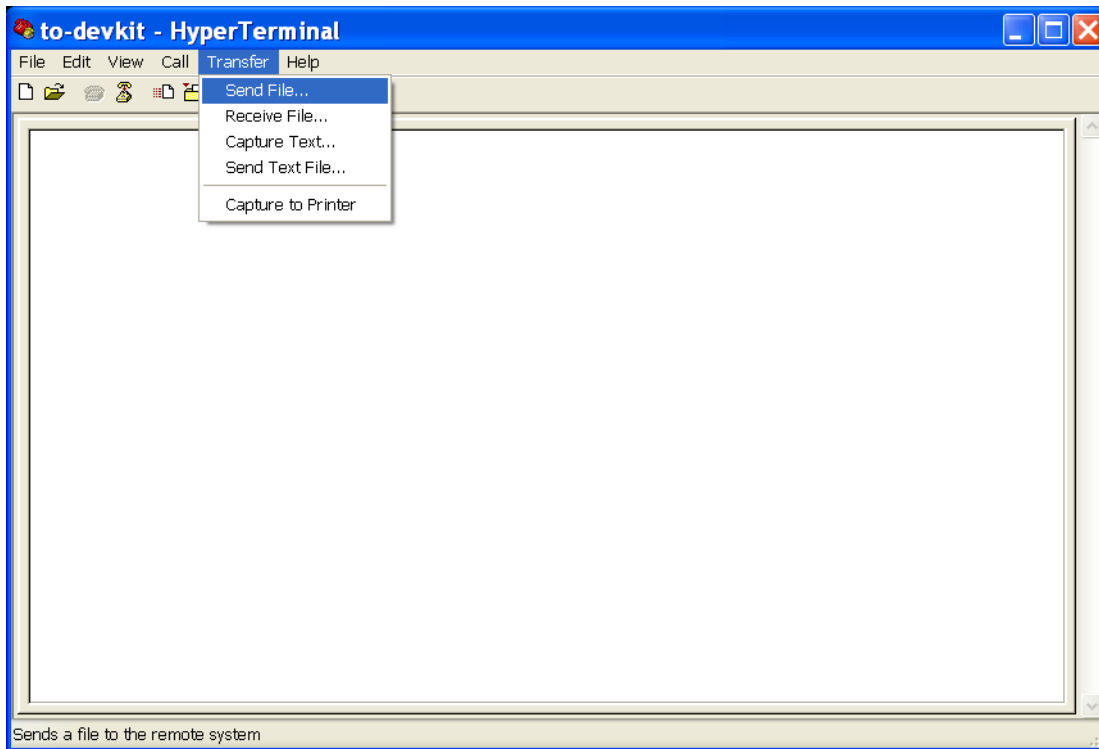 to-devkit - HyperTerminal
File Edit View Call Transfer Help
Send File...
Receive File...
Capture Text...
Send Text File...
Capture to Printer
Sends a file to the remote system